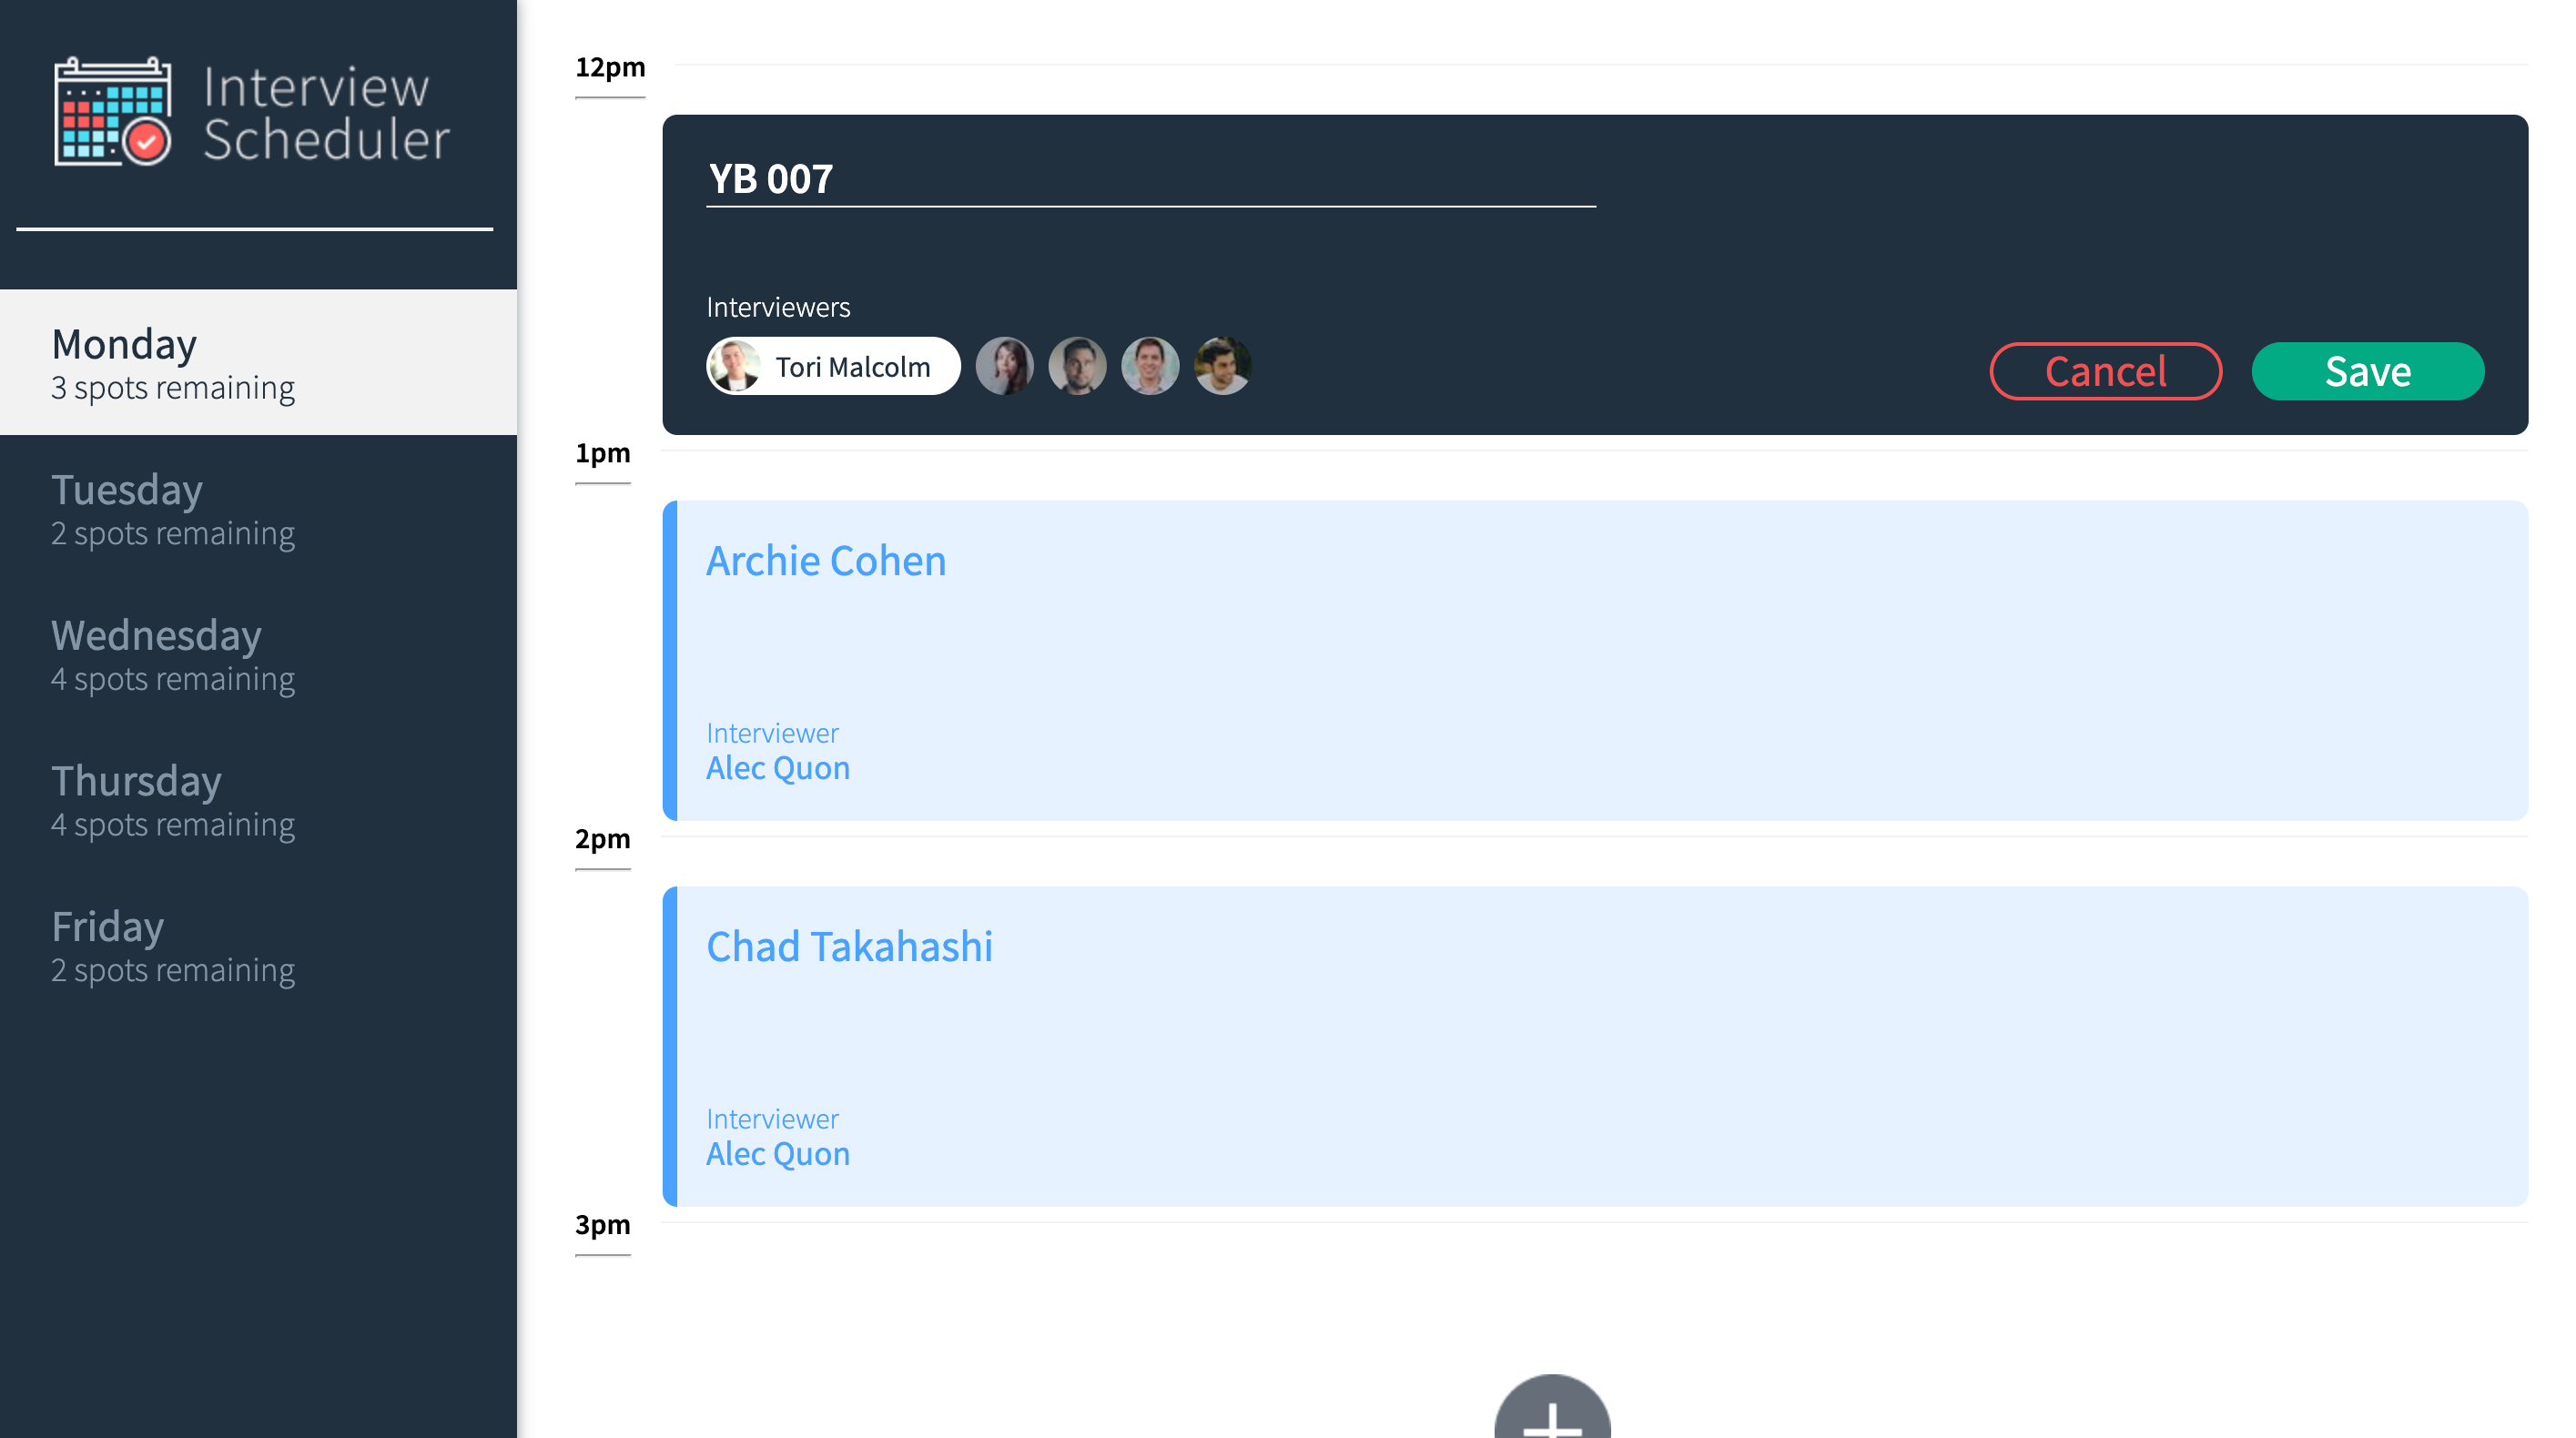 Interview
Scheduler
Monday
3 spots remaining
Tuesday
2 spots remaining
Wednesday
4 spots remaining
Thursday
4 spots remaining
Friday
2 spots remaining
12pm
YB 007
Interviewers
Tori Malcolm
Cancel
Save
1pm
Archie Cohen
Interviewer
Alec Quon
2pm
Chad Takahashi
Interviewer
Alec Quon
3pm